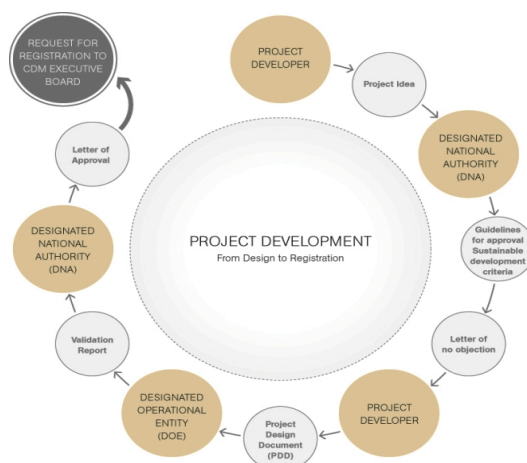 REQUEST FOR
REGISTRATION TO
CDM EXECUTIVE
BOARD
PROJECT
DEVELOPER
Project Idea
DESIGNATED
NATIONAL
AUTHORITY
(DNA)
Guidelines
for approval
Sustainable
development
criteria
Letter of
no objection
PROJECT
DEVELOPER
Project
Design
Document
(PDD)
DESIGNATED
OPERATIONAL
ENTITY
(DOE)
Validation
Report
DESIGNATED
NATIONAL
AUTHORITY
(DNA)
Letter of
Approval
PROJECT DEVELOPMENT
From Design to Registration